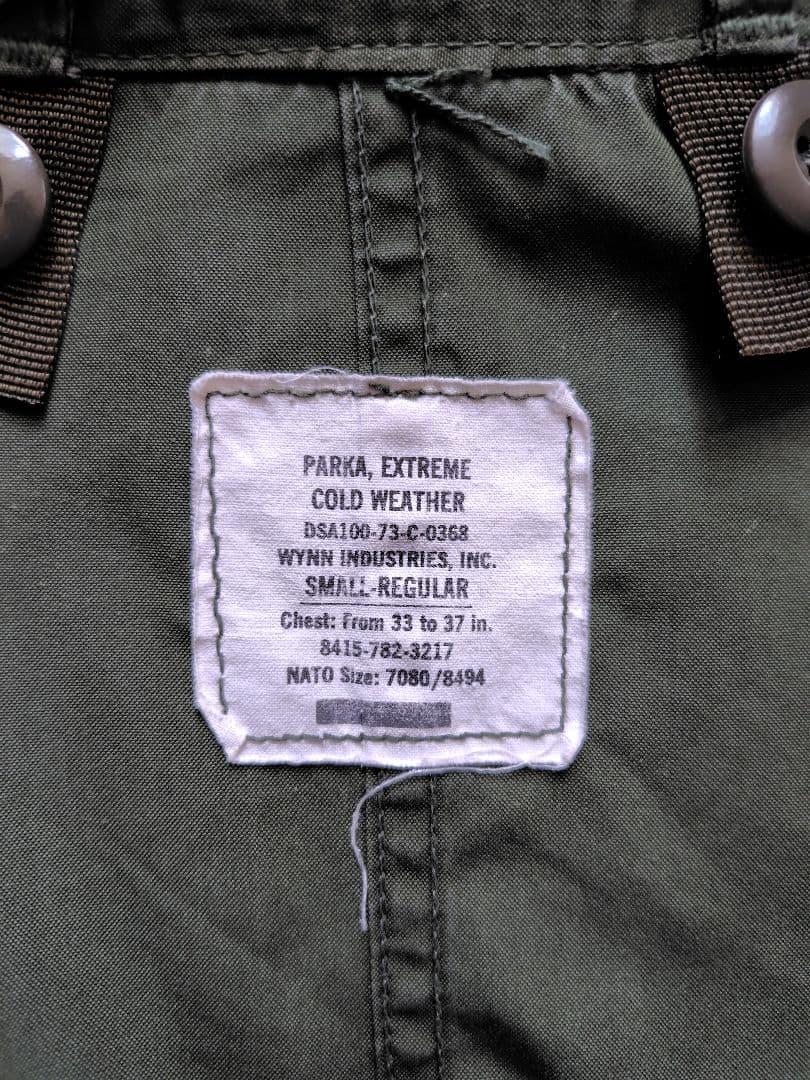 PARKA, EXTREME
COLD WEATHER
DSA100-73-C-0368
WYNN INDUSTRIES, INC.
SMALL-REGULAR
Chest: From 33 to 37 in.
8415-782-3217
NATO Size: 7080/8494